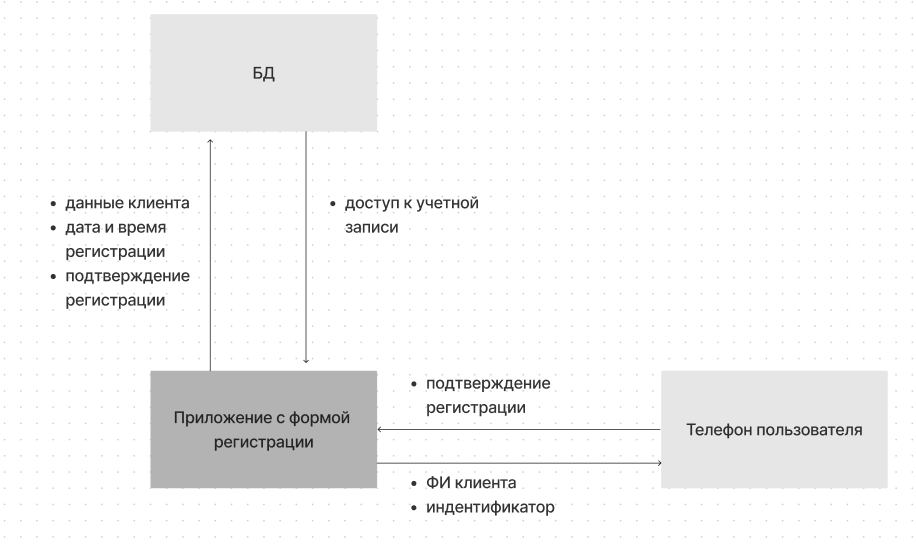 БД
• данные клиента
• дата и время
регистрации
• подтверждение
регистрации
• доступ к учетной
записи
Приложение с формой
регистрации
• подтверждение
регистрации
• ФИ клиента
• индентификатор
Телефон пользователя